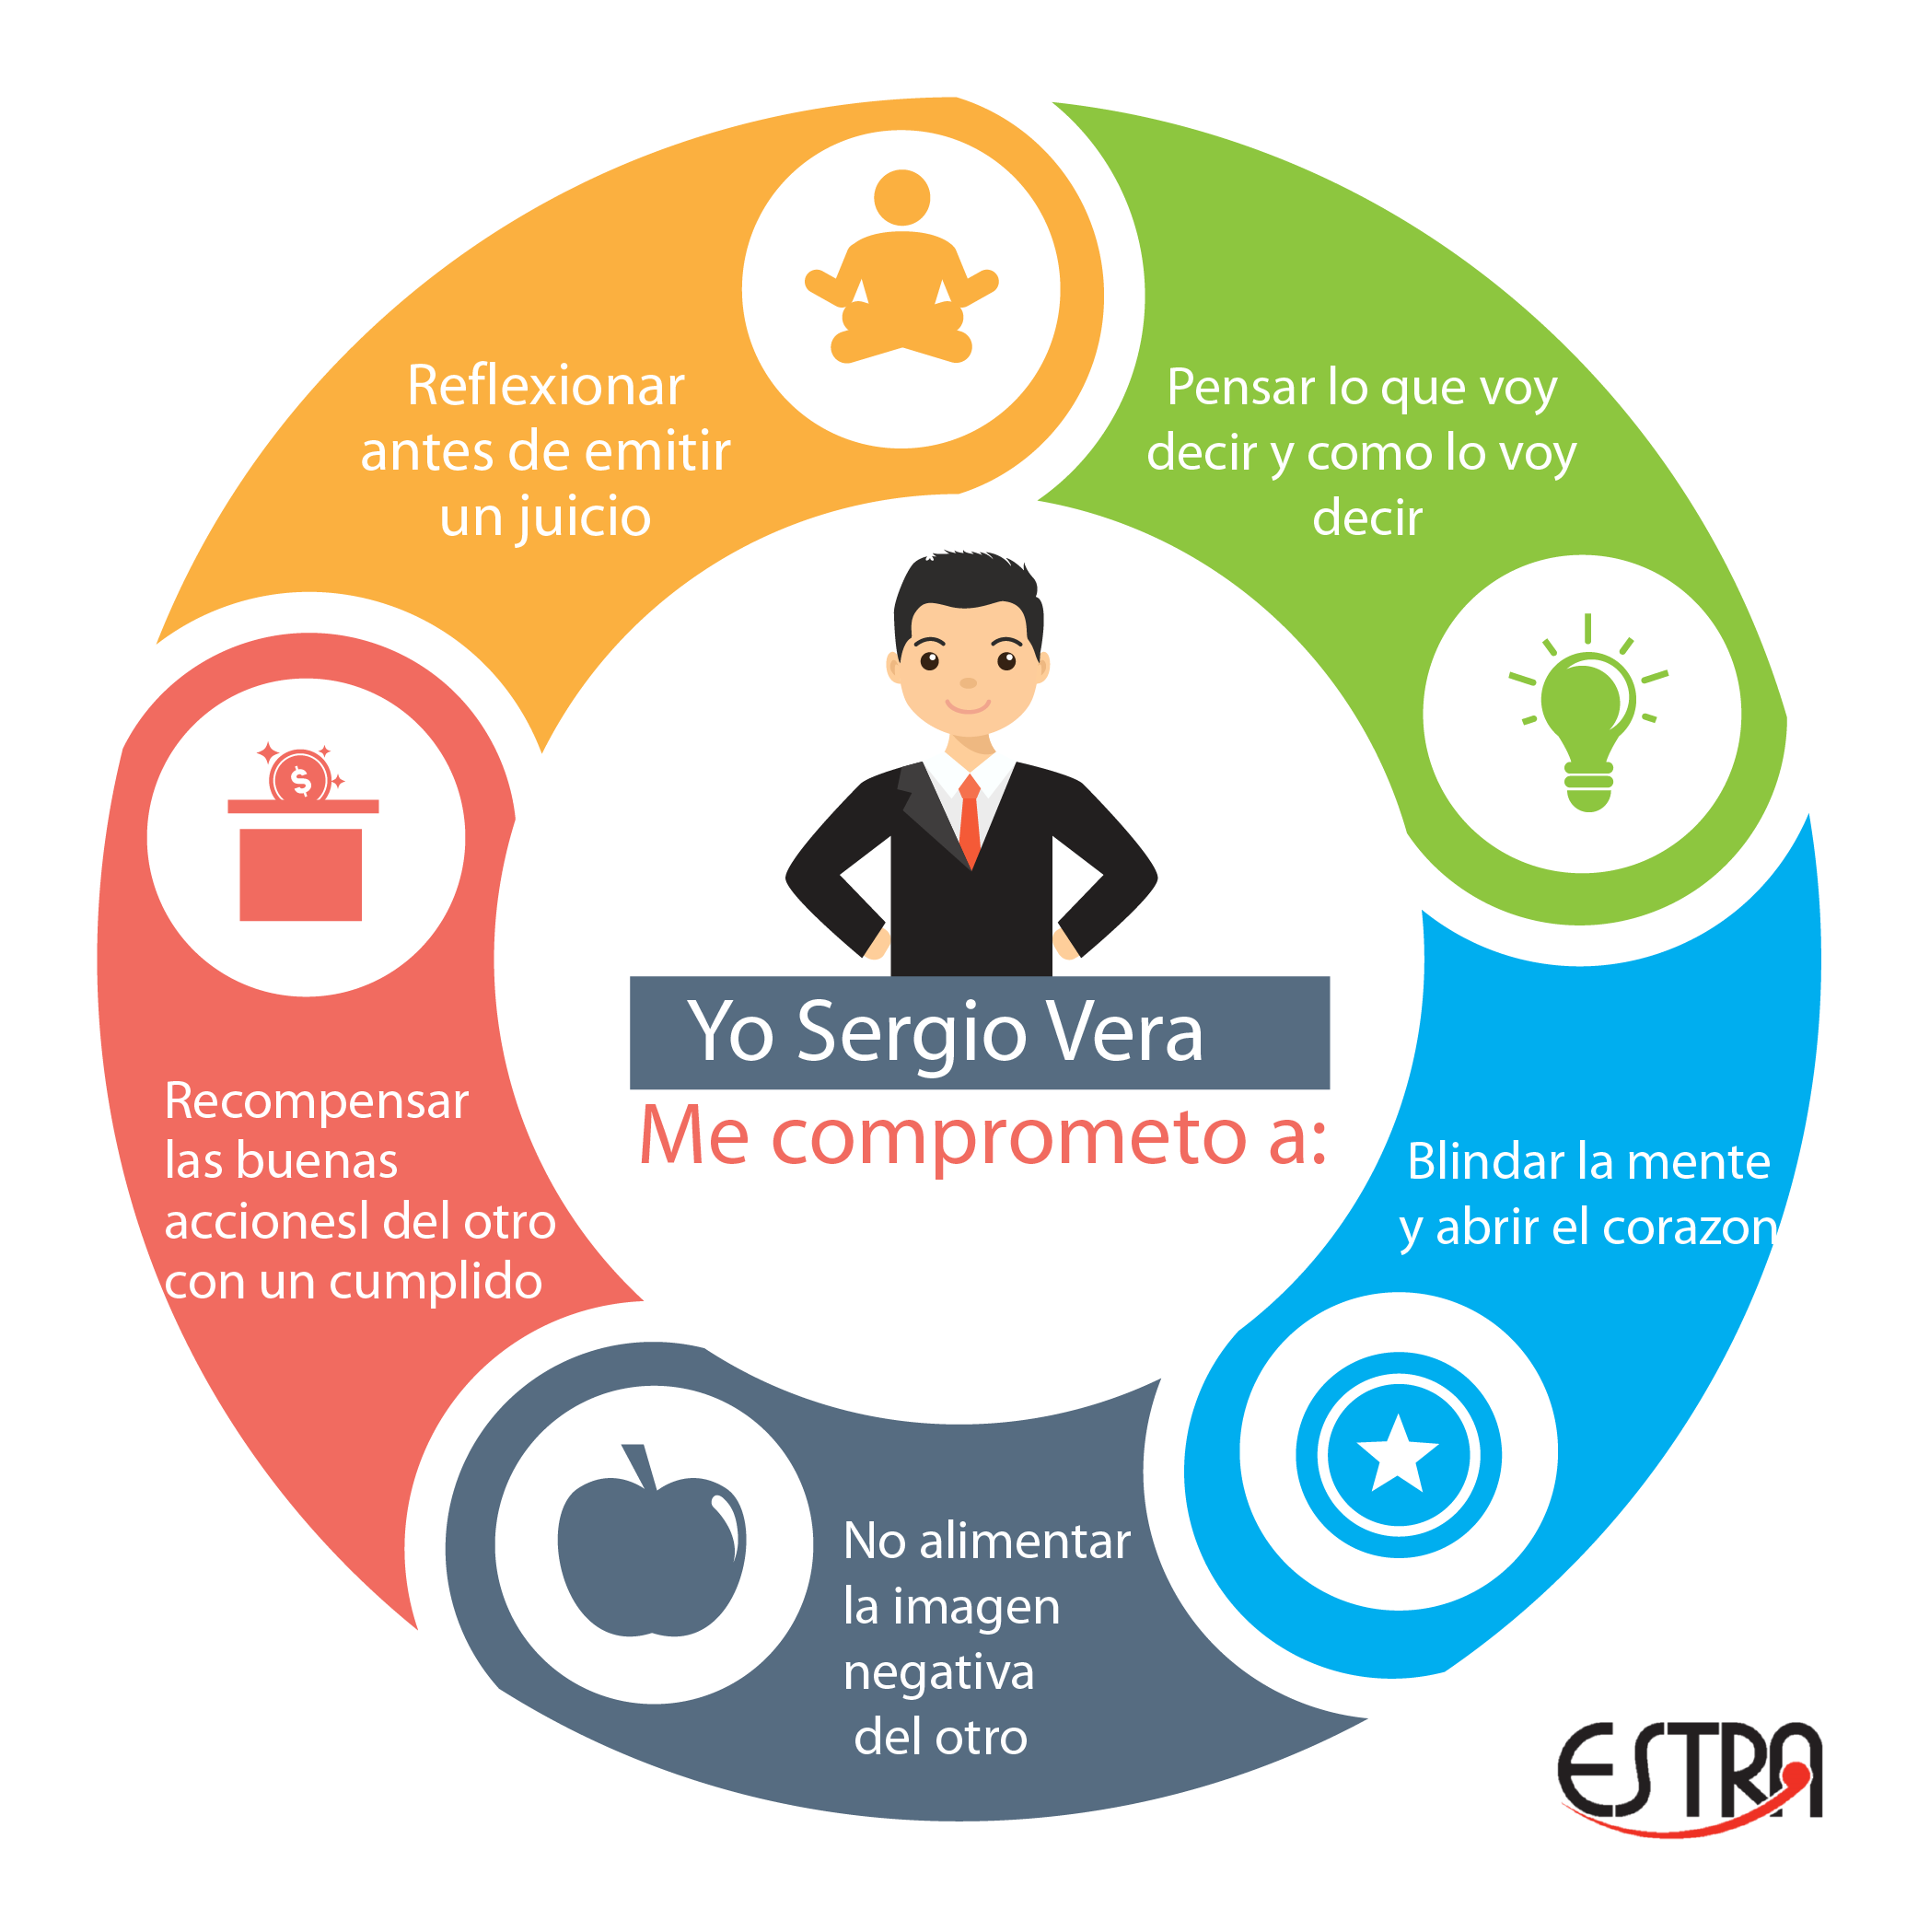 Reflexionar
antes de emitir
un juicio
Pensar lo que voy
decir y como lo voy
decir
Yo Sergio Vera
Me comprometo a:
Recompensar
las buenas
accionesl del otro
con un cumplido
Blindar la mente
y abrir el corazon
No alimentar
la imagen
negativa
del otro
ESTRA
$